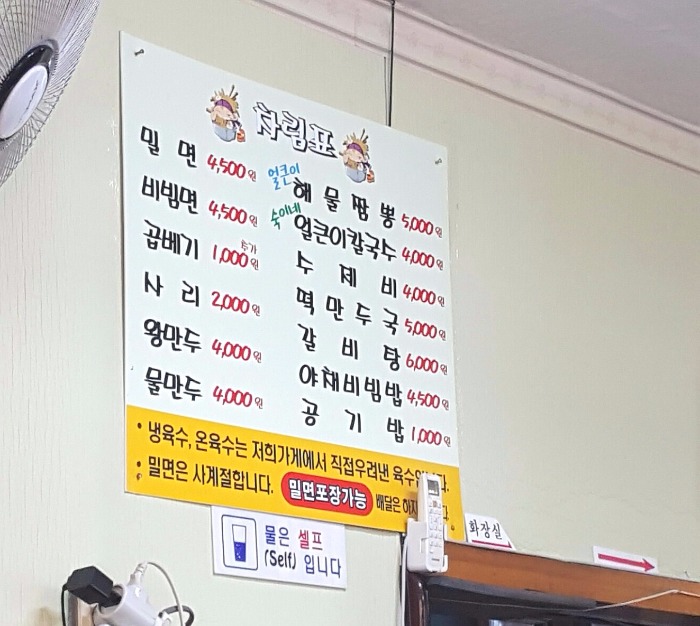 차림표
밀면 4,500원
비빔면 4,500원
곱배기 추가 1,000원
사리 2,000원
왕만두 4,000원
물만두 4,000원
얼큰이 해물짬뽕 5,000원
숙이네 얼큰이칼국수 4,000원
수제비 4,000원
떡만두국 5,000원
갈비탕 6,000원
야채비빔밥 4,500원
공기밥 1,000원
• 냉육수, 온육수는 저희가게에서 직접우려낸
• 밀면은 사계절합니다. 밀면포장가능 배달은
물은 셀프
(Self) 입니다
화장실